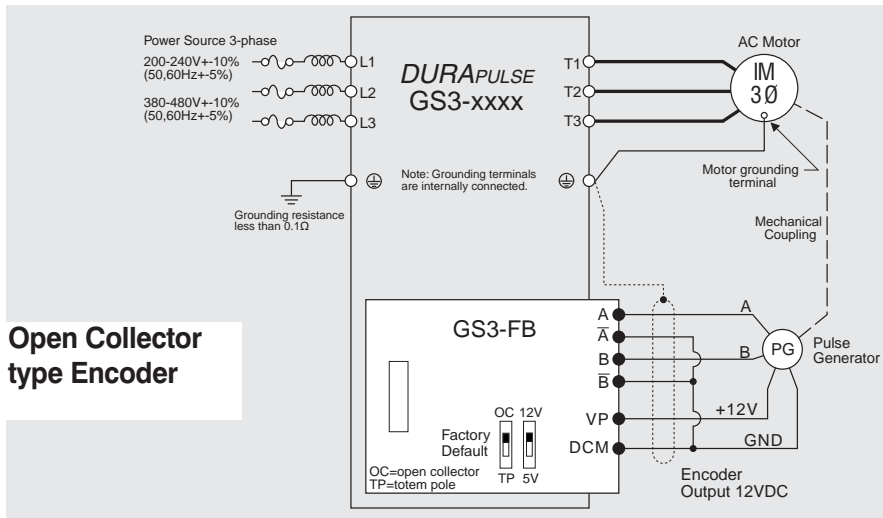 Power Source 3-phase
200-240V+-10%
(50,60Hz+-5%)
380-480V+-10%
(50,60Hz+-5%)
L1
L2
L3
DURAPULSE
GS3-xxxx
T1
T2
T3
AC Motor
IM
3Ø
Note: Grounding terminals
are internally connected.
Grounding resistance
less than 0.1Ω
Motor grounding
terminal
Mechanical
Coupling
Open Collector
type Encoder
GS3-FB
A
A̅
B
B̅
VP
DCM
OC 12V
Factory
Default
TP 5V
OC=open collector
TP=totem pole
A
B
+12V
GND
PG
Pulse
Generator
Encoder
Output 12VDC